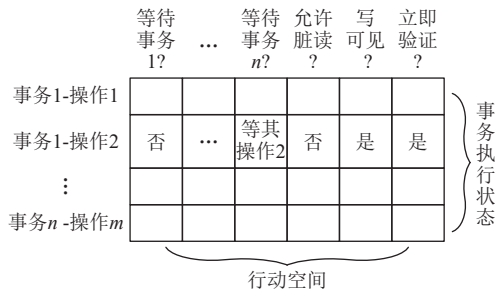 等待 等待 允许 写 立即
事务 … 事务 脏读 可见 验证
1? n? ? ? ?
事务1-操作1
事务1-操作2 否 … 等其操作2 否 是 是
⋮
事务n -操作m
事务执行状态
行动空间